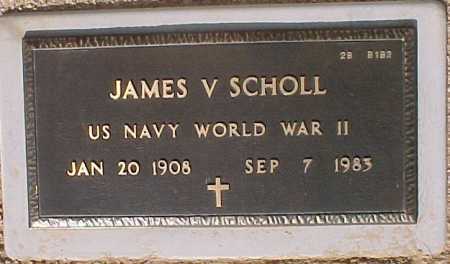 2B B182
JAMES V SCHOLL
US NAVY WORLD WAR II
JAN 20 1908 SEP 7 1983